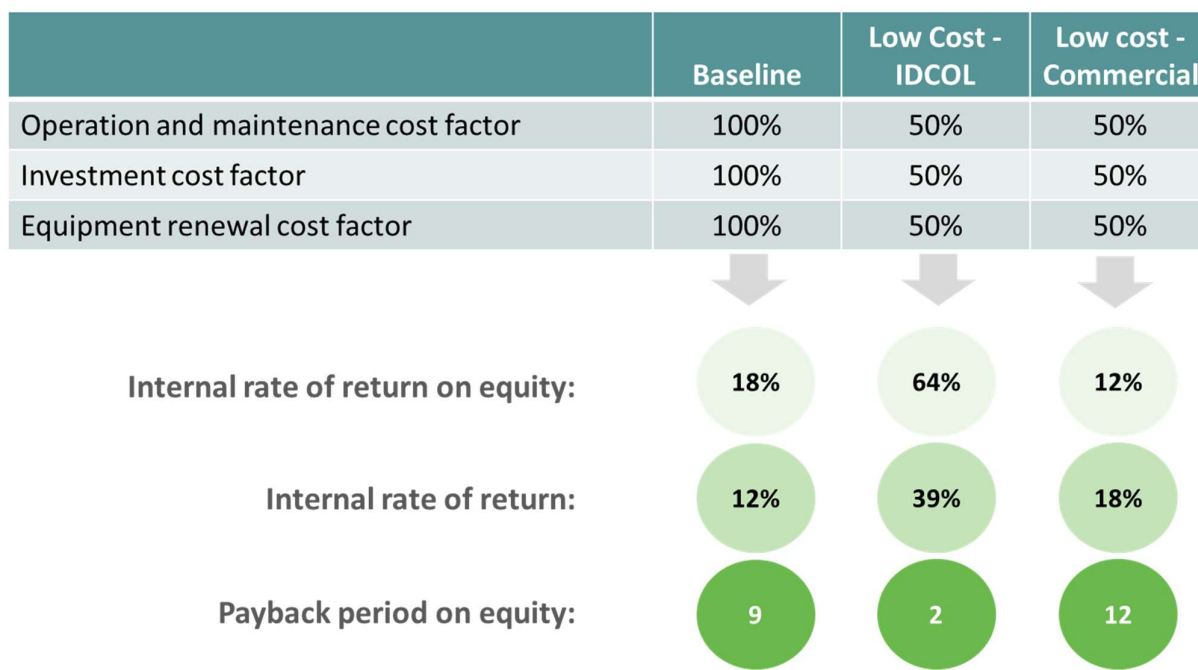 Baseline Low Cost - IDCOL Low cost - Commercial
Operation and maintenance cost factor 100% 50% 50%
Investment cost factor 100% 50% 50%
Equipment renewal cost factor 100% 50% 50%
Internal rate of return on equity: 18% 64% 12%
Internal rate of return: 12% 39% 18%
Payback period on equity: 9 2 12